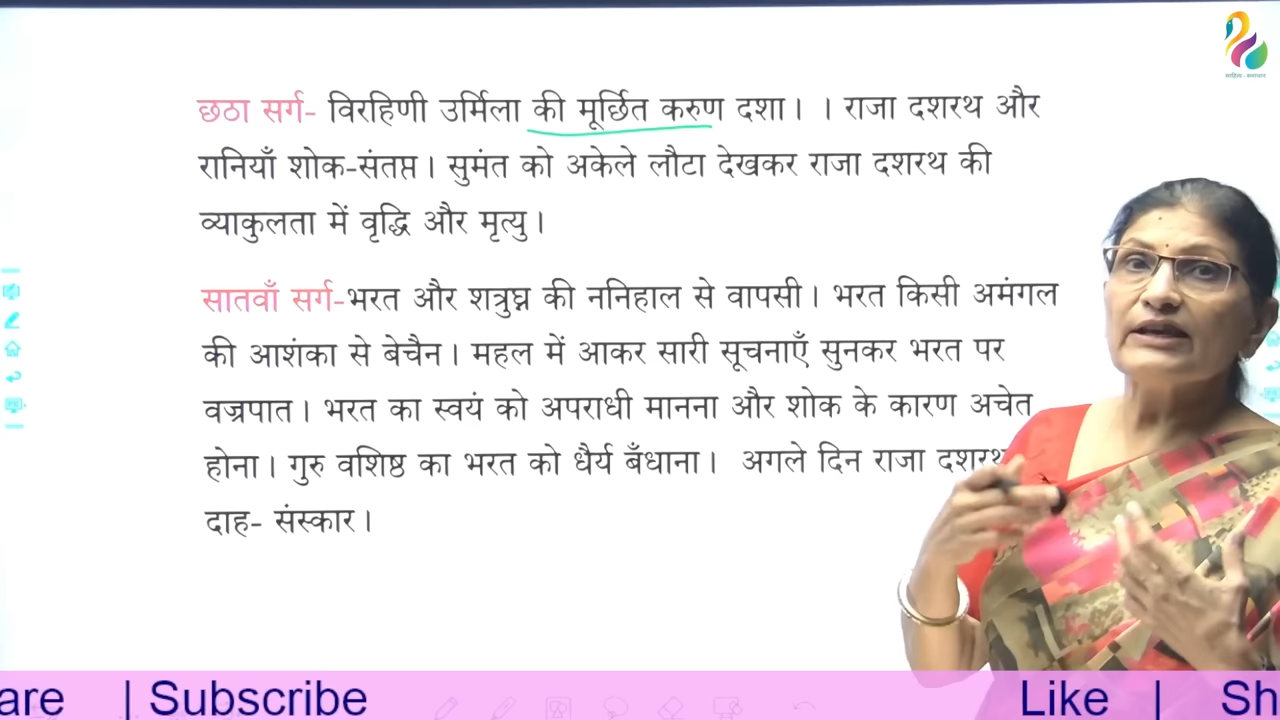 साहित्य - समाधान
छठा सर्ग- विरहिणी उर्मिला की मूर्छित करुण दशा। । राजा दशरथ और
रानियाँ शोक-संतप्त। सुमंत को अकेले लौटा देखकर राजा दशरथ की
व्याकुलता में वृद्धि और मृत्यु।
सातवाँ सर्ग-भरत और शत्रुघ्न की ननिहाल से वापसी। भरत किसी अमंगल
की आशंका से बेचैन। महल में आकर सारी सूचनाएँ सुनकर भरत पर
वज्रपात। भरत का स्वयं को अपराधी मानना और शोक के कारण अचेत
होना। गुरु वशिष्ठ का भरत को धैर्य बँधाना। अगले दिन राजा दशरथ
दाह- संस्कार।
are | Subscribe Like | Sh